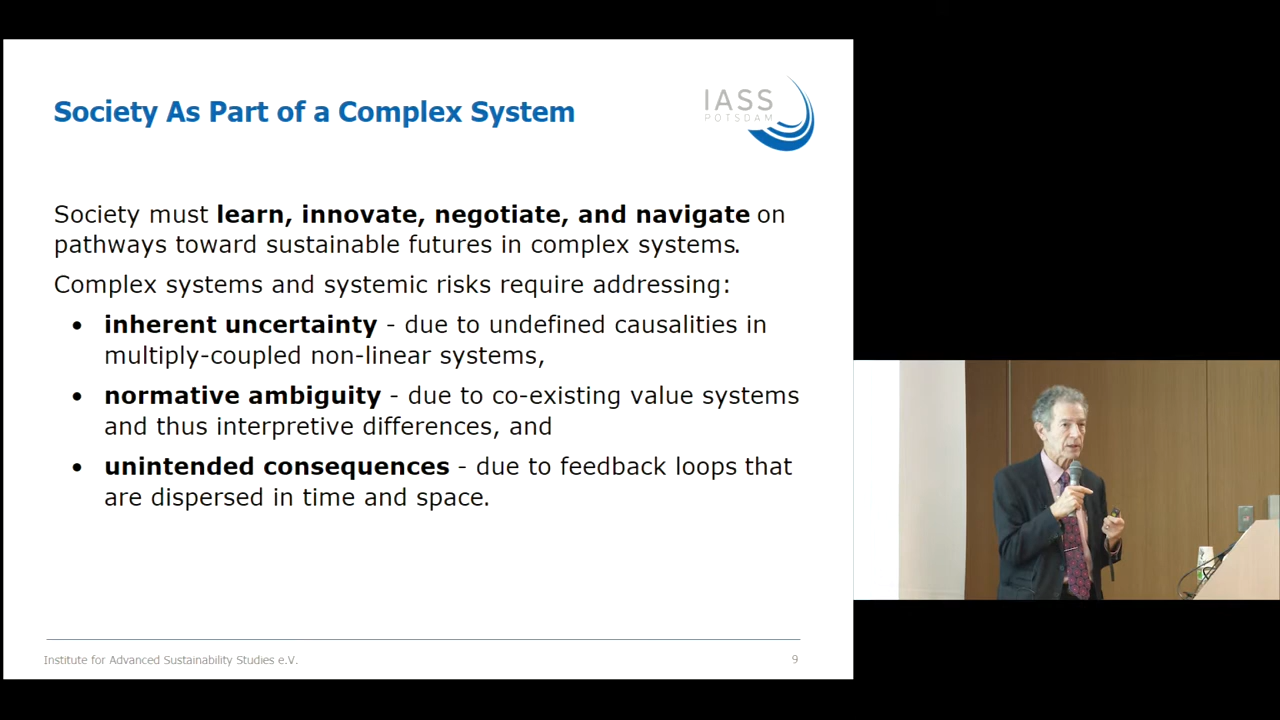 Society As Part of a Complex System
IASS
POTSDAM
Society must learn, innovate, negotiate, and navigate on
pathways toward sustainable futures in complex systems.
Complex systems and systemic risks require addressing:
• inherent uncertainty - due to undefined causalities in
multiply-coupled non-linear systems,
• normative ambiguity - due to co-existing value systems
and thus interpretive differences, and
• unintended consequences - due to feedback loops that
are dispersed in time and space.
Institute for Advanced Sustainability Studies e.V.
9